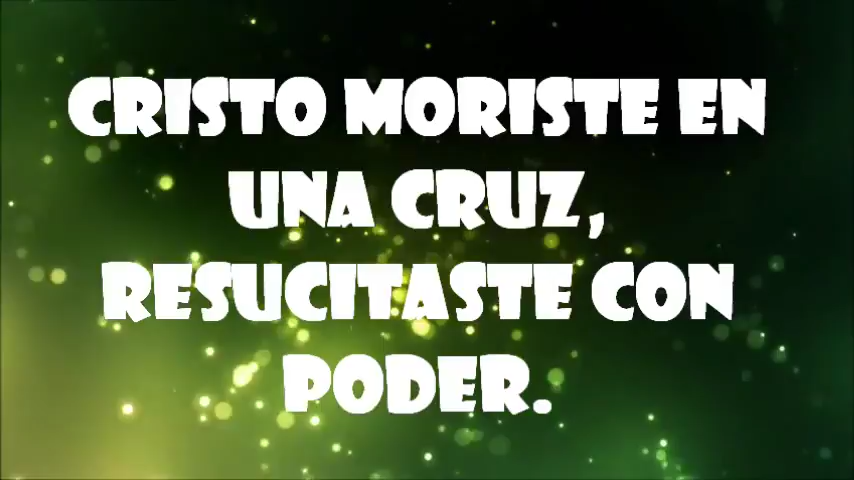 CRISTO MORISTE EN
UNA CRUZ,
RESUCITASTE CON
PODER.